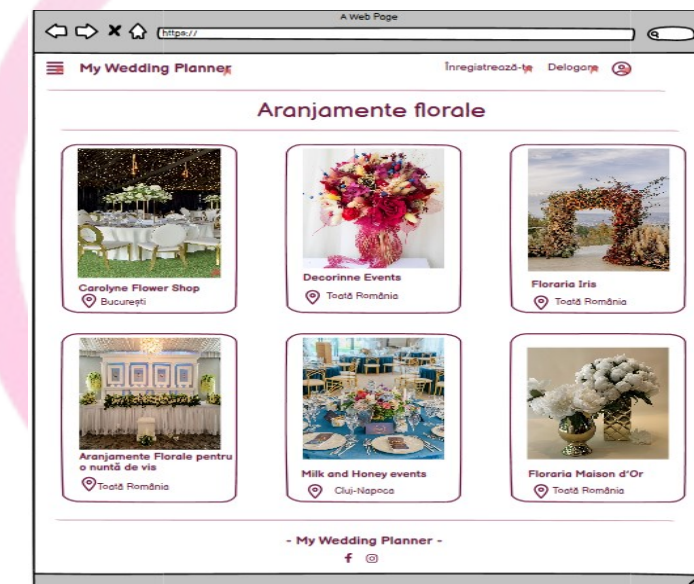 A Web Page
https://
My Wedding Planner
Înregistrează-te Delogare
Aranjamente florale
Carolyne Flower Shop
București
Decorinne Events
Toată România
Floraria Iris
Toată România
Aranjamente Florale pentru
o nuntă de vis
Toată România
Milk and Honey events
Cluj-Napoca
Floraria Maison d'Or
Toată România
- My Wedding Planner -